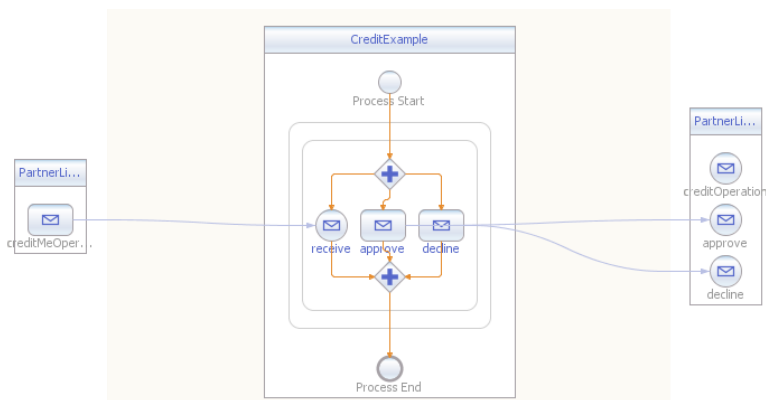 CreditExample
Process Start
PartnerLi...
PartnerLi...
creditOperation
creditMeOper...
receive
approve
decline
approve
decline
Process End